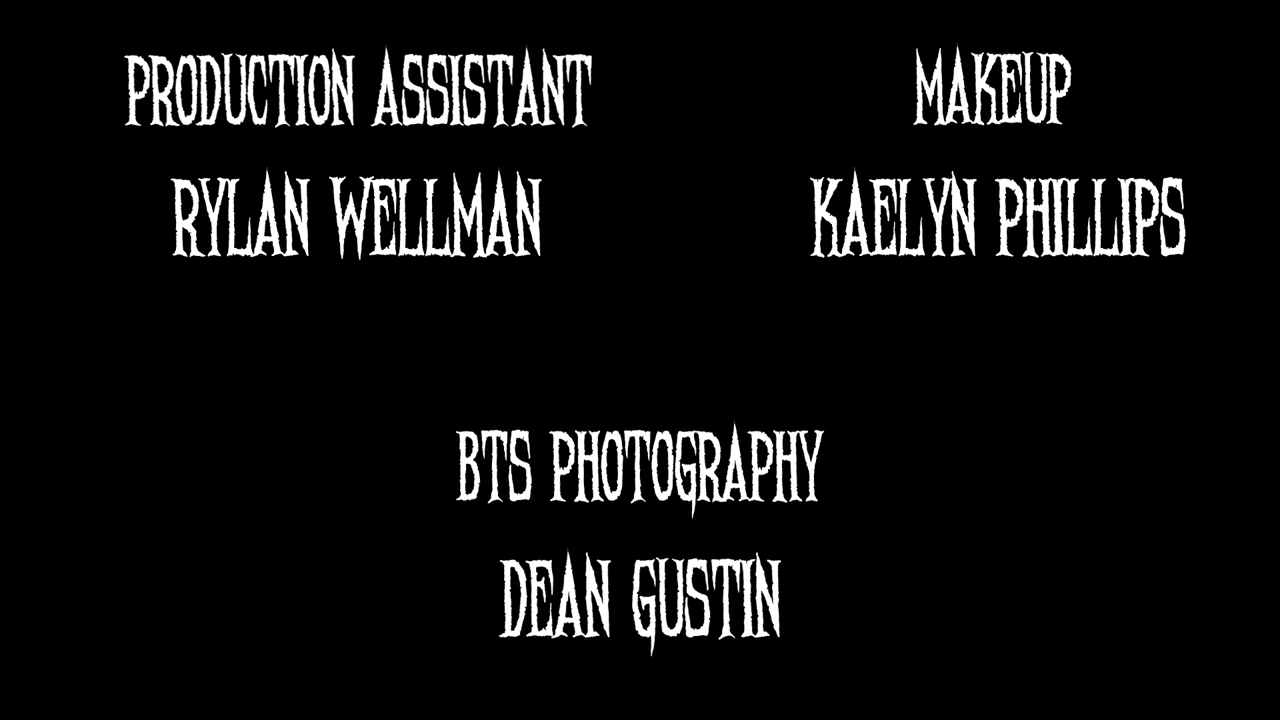 PRODUCTION ASSISTANT
RYLAN WELLMAN
MAKEUP
KAELYN PHILLIPS
BTS PHOTOGRAPHY
DEAN GUSTIN